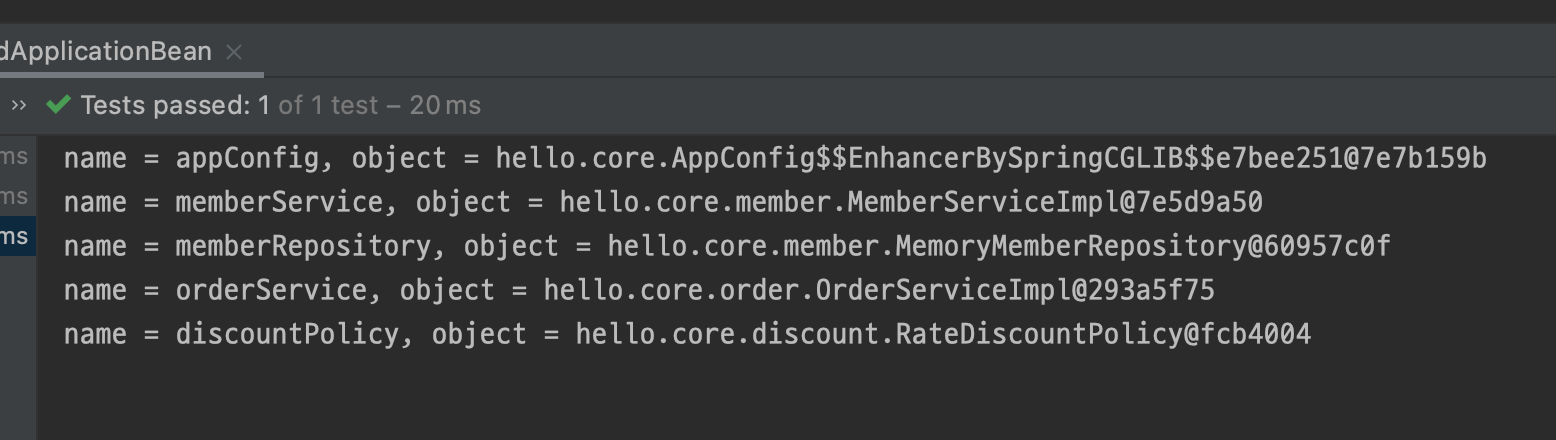 dApplicationBean ×
» ✔ Tests passed: 1 of 1 test – 20 ms
ms
name = appConfig, object = hello.core.AppConfig$$EnhancerBySpringCGLIB$$e7bee251@7e7b159b
ms
name = memberService, object = hello.core.member.MemberServiceImpl@7e5d9a50
ms
name = memberRepository, object = hello.core.member.MemoryMemberRepository@60957c0f
name = orderService, object = hello.core.order.OrderServiceImpl@293a5f75
name = discountPolicy, object = hello.core.discount.RateDiscountPolicy@fcb4004